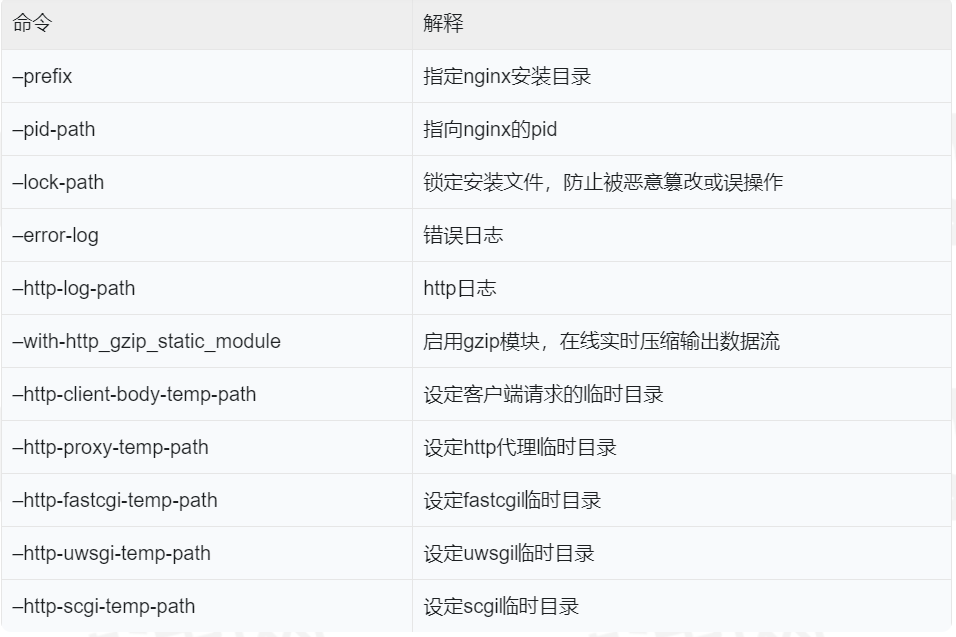 命令 解释
–prefix 指定nginx安装目录
–pid-path 指向nginx的pid
–lock-path 锁定安装文件，防止被恶意篡改或误操作
–error-log 错误日志
–http-log-path http日志
–with-http_gzip_static_module 启用gzip模块，在线实时压缩输出数据流
–http-client-body-temp-path 设定客户端请求的临时目录
–http-proxy-temp-path 设定http代理临时目录
–http-fastcgi-temp-path 设定fastcgil临时目录
–http-uwsgi-temp-path 设定uwsgil临时目录
–http-scgi-temp-path 设定scgi临时目录